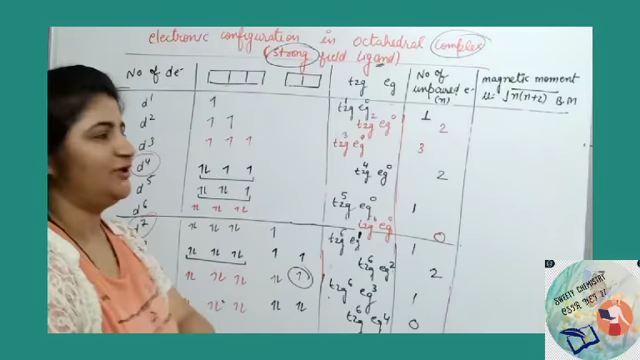 electronic configuration in octahedral complex
(strong field ligand)
No of de⁻ t₂g eg No of unpaired e⁻ (n) magnetic moment
μ = √n(n+2) B.M
d¹ 1 t₂g¹ eg⁰ 1
d² 1 1 t₂g² eg⁰ 2
d³ 1 1 1 t₂g³ eg⁰ 3
d⁴ 1L 1 1 t₂g⁴ eg⁰ 2
d⁵ 1L 1L 1 t₂g⁵ eg⁰ 1
d⁶ 1L 1L 1L t₂g⁶ eg⁰ 0
1L 1L 1L 1 t₂g⁶ eg¹ 1
1L 1L 1L 1 1 t₂g⁶ eg² 2
1L 1L 1L 1L 1 t₂g⁶ eg³ 1
1L 1L 1L 1L 1L t₂g⁶ eg⁴ 0
SWEETY CHEMISTRY